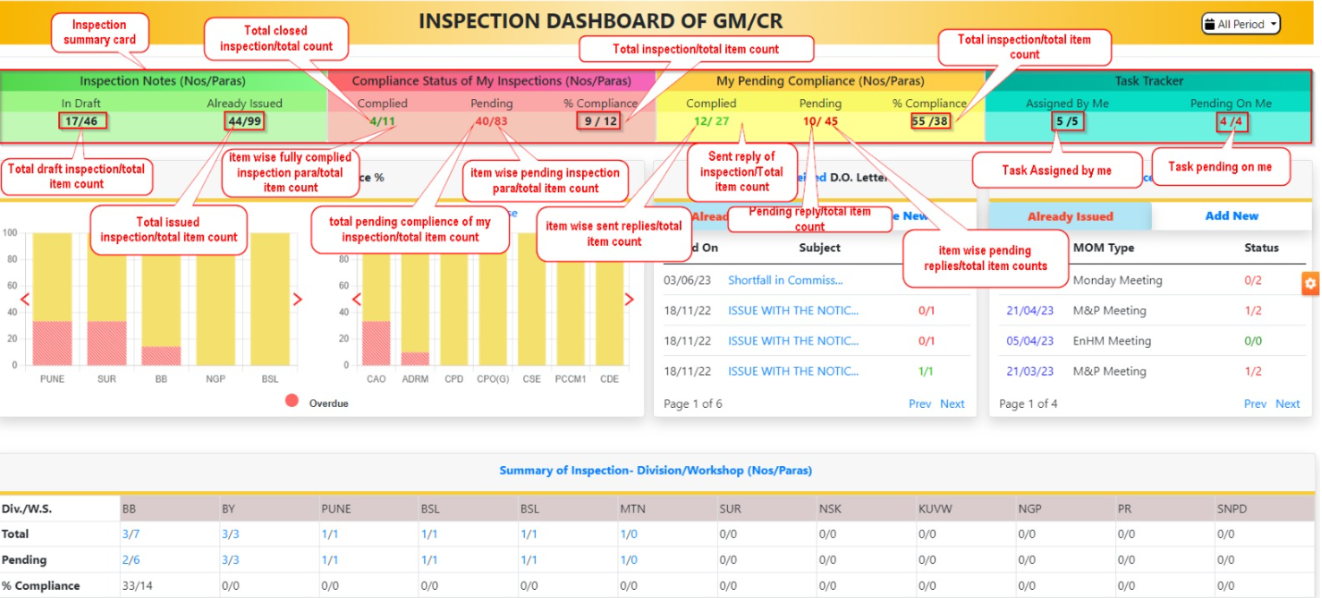 INSPECTION DASHBOARD OF GM/CR
All Period
Inspection
summary card
Total closed
inspection/total count
Total inspection/total item count
Total inspection/total item
count
Inspection Notes (Nos/Paras)
In Draft
Already Issued
17/46
44/99
Compliance Status of My Inspections (Nos/Paras)
Complied
Pending
% Compliance
4/11
40/83
9 / 12
My Pending Compliance (Nos/Paras)
Complied
Pending
% Compliance
12/ 27
10/ 45
55 /38
Task Tracker
Assigned By Me
Pending On Me
5 /5
4 /4
Total draft inspection/total
item count
item wise fully complied
inspection para/total
item count
item wise pending inspection
para/total item count
Sent reply of
inspection/Total
item count
Task Assigned by me
Task pending on me
Total issued
inspection/total item count
total pending complience of my
inspection/total item count
item wise sent replies/total
item count
Pending reply/total item
count
item wise pending
replies/total item counts
ce %
100
80
60
40
20
0
PUNE
SUR
BB
NGP
BSL
80
60
40
20
0
CAO
ADRM
CPD
CPO(G)
CSE
PCCM1
CDE
Overdue
D.O. Letter
New
On
Subject
03/06/23 Shortfall in Commiss...
18/11/22 ISSUE WITH THE NOTIC... 0/1
18/11/22 ISSUE WITH THE NOTIC... 0/1
18/11/22 ISSUE WITH THE NOTIC... 1/1
Page 1 of 6
Prev Next
Already Issued
Add New
MOM Type
Status
Monday Meeting 0/2
21/04/23 M&P Meeting 1/2
05/04/23 EnHM Meeting 0/0
21/03/23 M&P Meeting 1/2
Page 1 of 4
Prev Next
Summary of Inspection- Division/Workshop (Nos/Paras)
Div./W.S. BB BY PUNE BSL BSL MTN SUR NSK KUVW NGP PR SNPD
Total 3/7 3/3 1/1 1/1 1/1 1/0 0/0 0/0 0/0 0/0 0/0 0/0
Pending 2/6 3/3 1/1 1/1 1/1 1/0 0/0 0/0 0/0 0/0 0/0 0/0
% Compliance 33/14 0/0 0/0 0/0 0/0 0/0 0/0 0/0 0/0 0/0 0/0 0/0